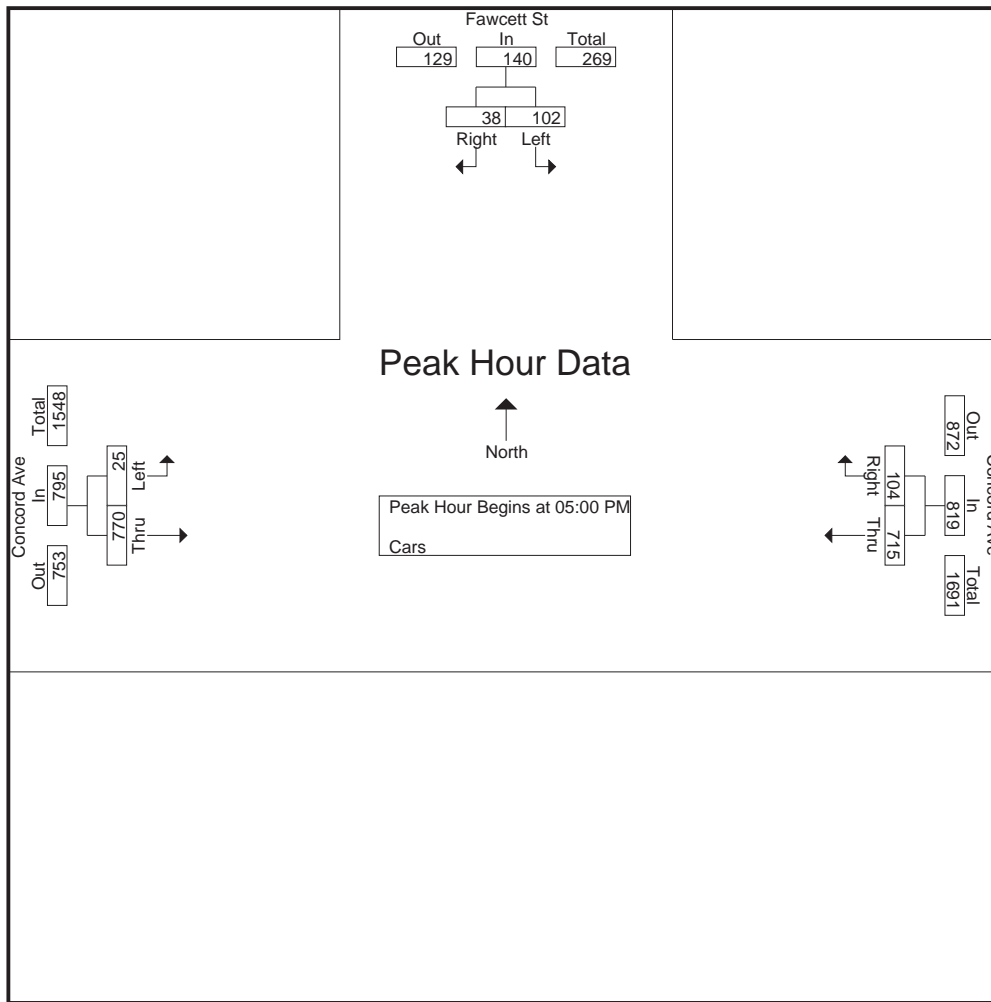 Fawcett St
Out In Total
129 140 269
38 102
Right Left
Peak Hour Data
North
Peak Hour Begins at 05:00 PM
Cars
Concord Ave
Total In Out
1548 795 753
25 770
Left Thru
Out In Total
872 819 1691
104 715
Right Thru